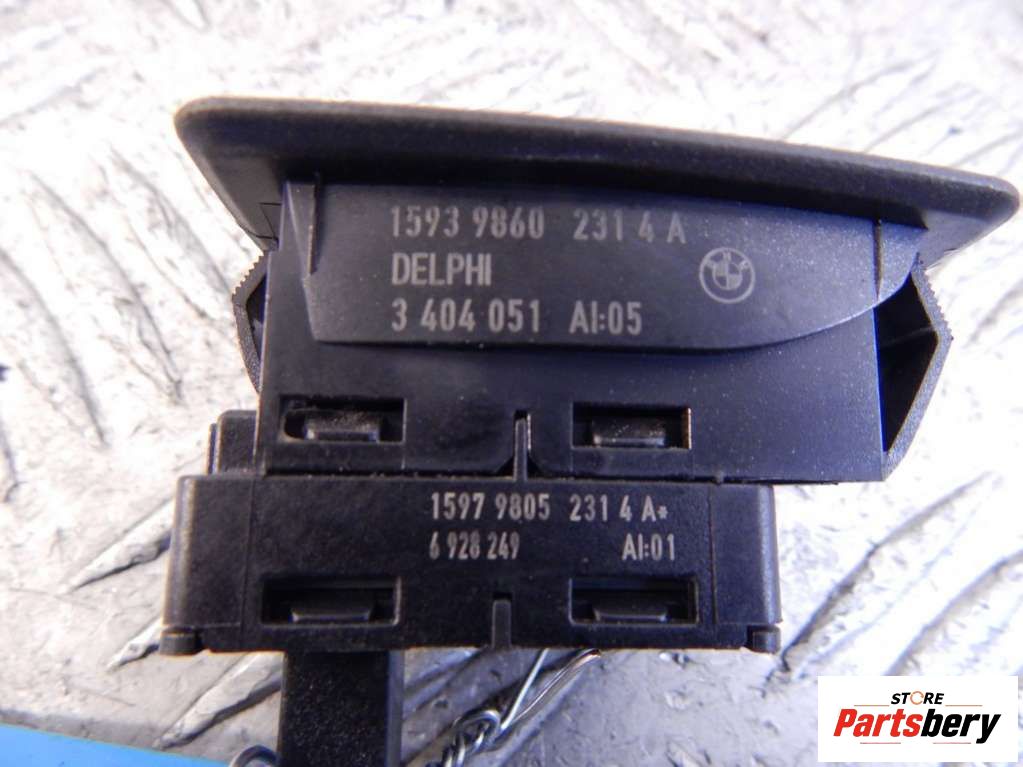 1593 9860 231 4 A
DELPHI
3 404 051 AI:05
1597 9805 231 4 A*
6 928 249 AI:01
STORE
Partsbery